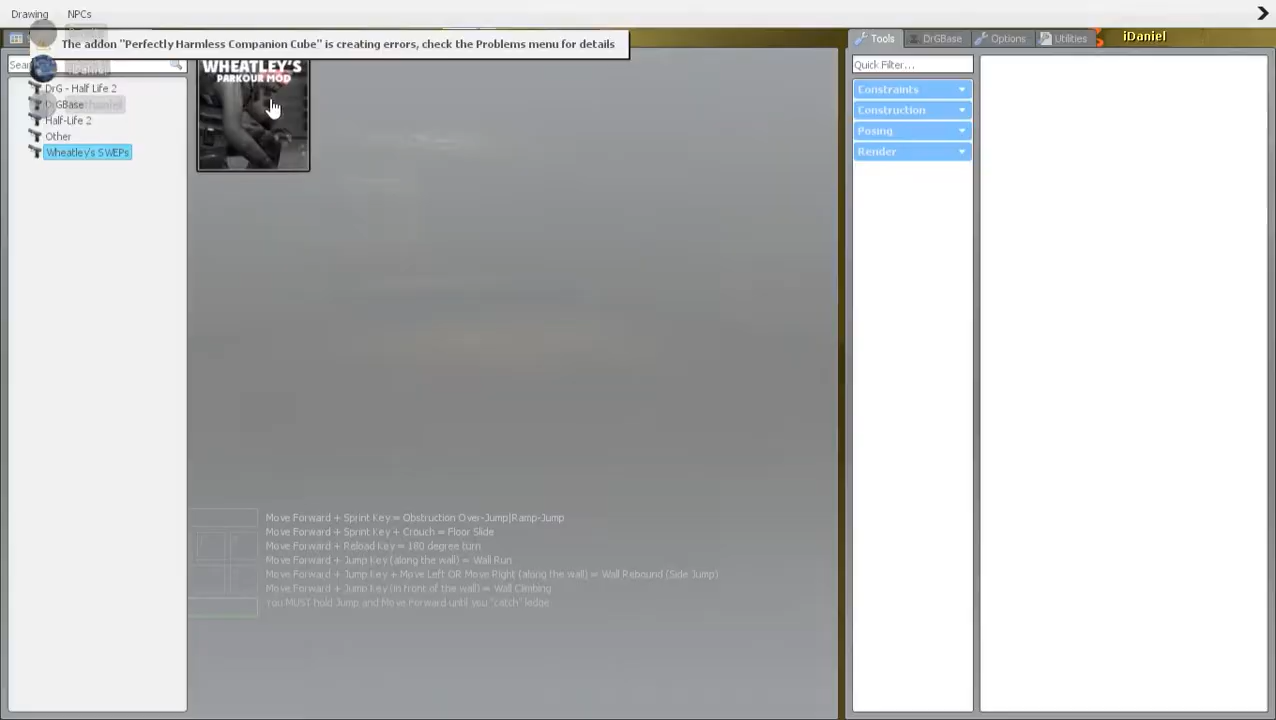 Drawing NPCs
The addon "Perfectly Harmless Companion Cube" is creating errors, check the Problems menu for details
Tools DrGBase Options Utilities iDaniel
Quick Filter...
WHEATLEY'S
PARKOUR MOD
DrG - Half Life 2
DrGBase
Half-Life 2
Other
Wheatley's SWEPs
Constraints
Construction
Posing
Render
Move Forward + Sprint Key = Obstruction Over-Jump|Ramp-Jump
Move Forward + Sprint Key + Crouch = Floor Slide
Move Forward + Reload Key = 180 degree turn
Move Forward + Jump Key (along the wall) = Wall Run
Move Forward + Jump Key + Move Left OR Move Right (along the wall) = Wall Rebound (Side Jump)
Move Forward + Jump Key (in front of the wall) = Wall Climbing
You MUST hold Jump and Move Forward until you "catch" ledge